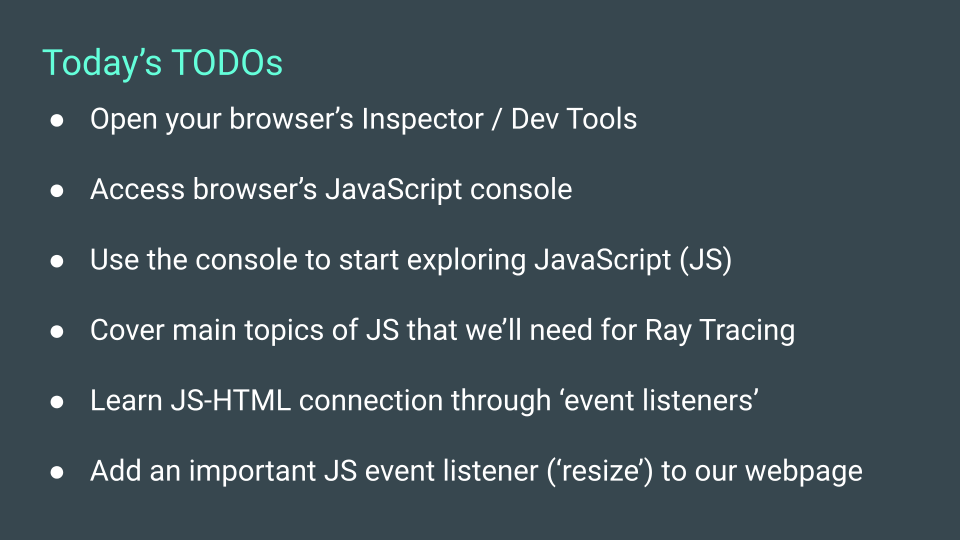 Today’s TODOs
● Open your browser’s Inspector / Dev Tools
● Access browser’s JavaScript console
● Use the console to start exploring JavaScript (JS)
● Cover main topics of JS that we’ll need for Ray Tracing
● Learn JS-HTML connection through ‘event listeners’
● Add an important JS event listener (‘resize’) to our webpage